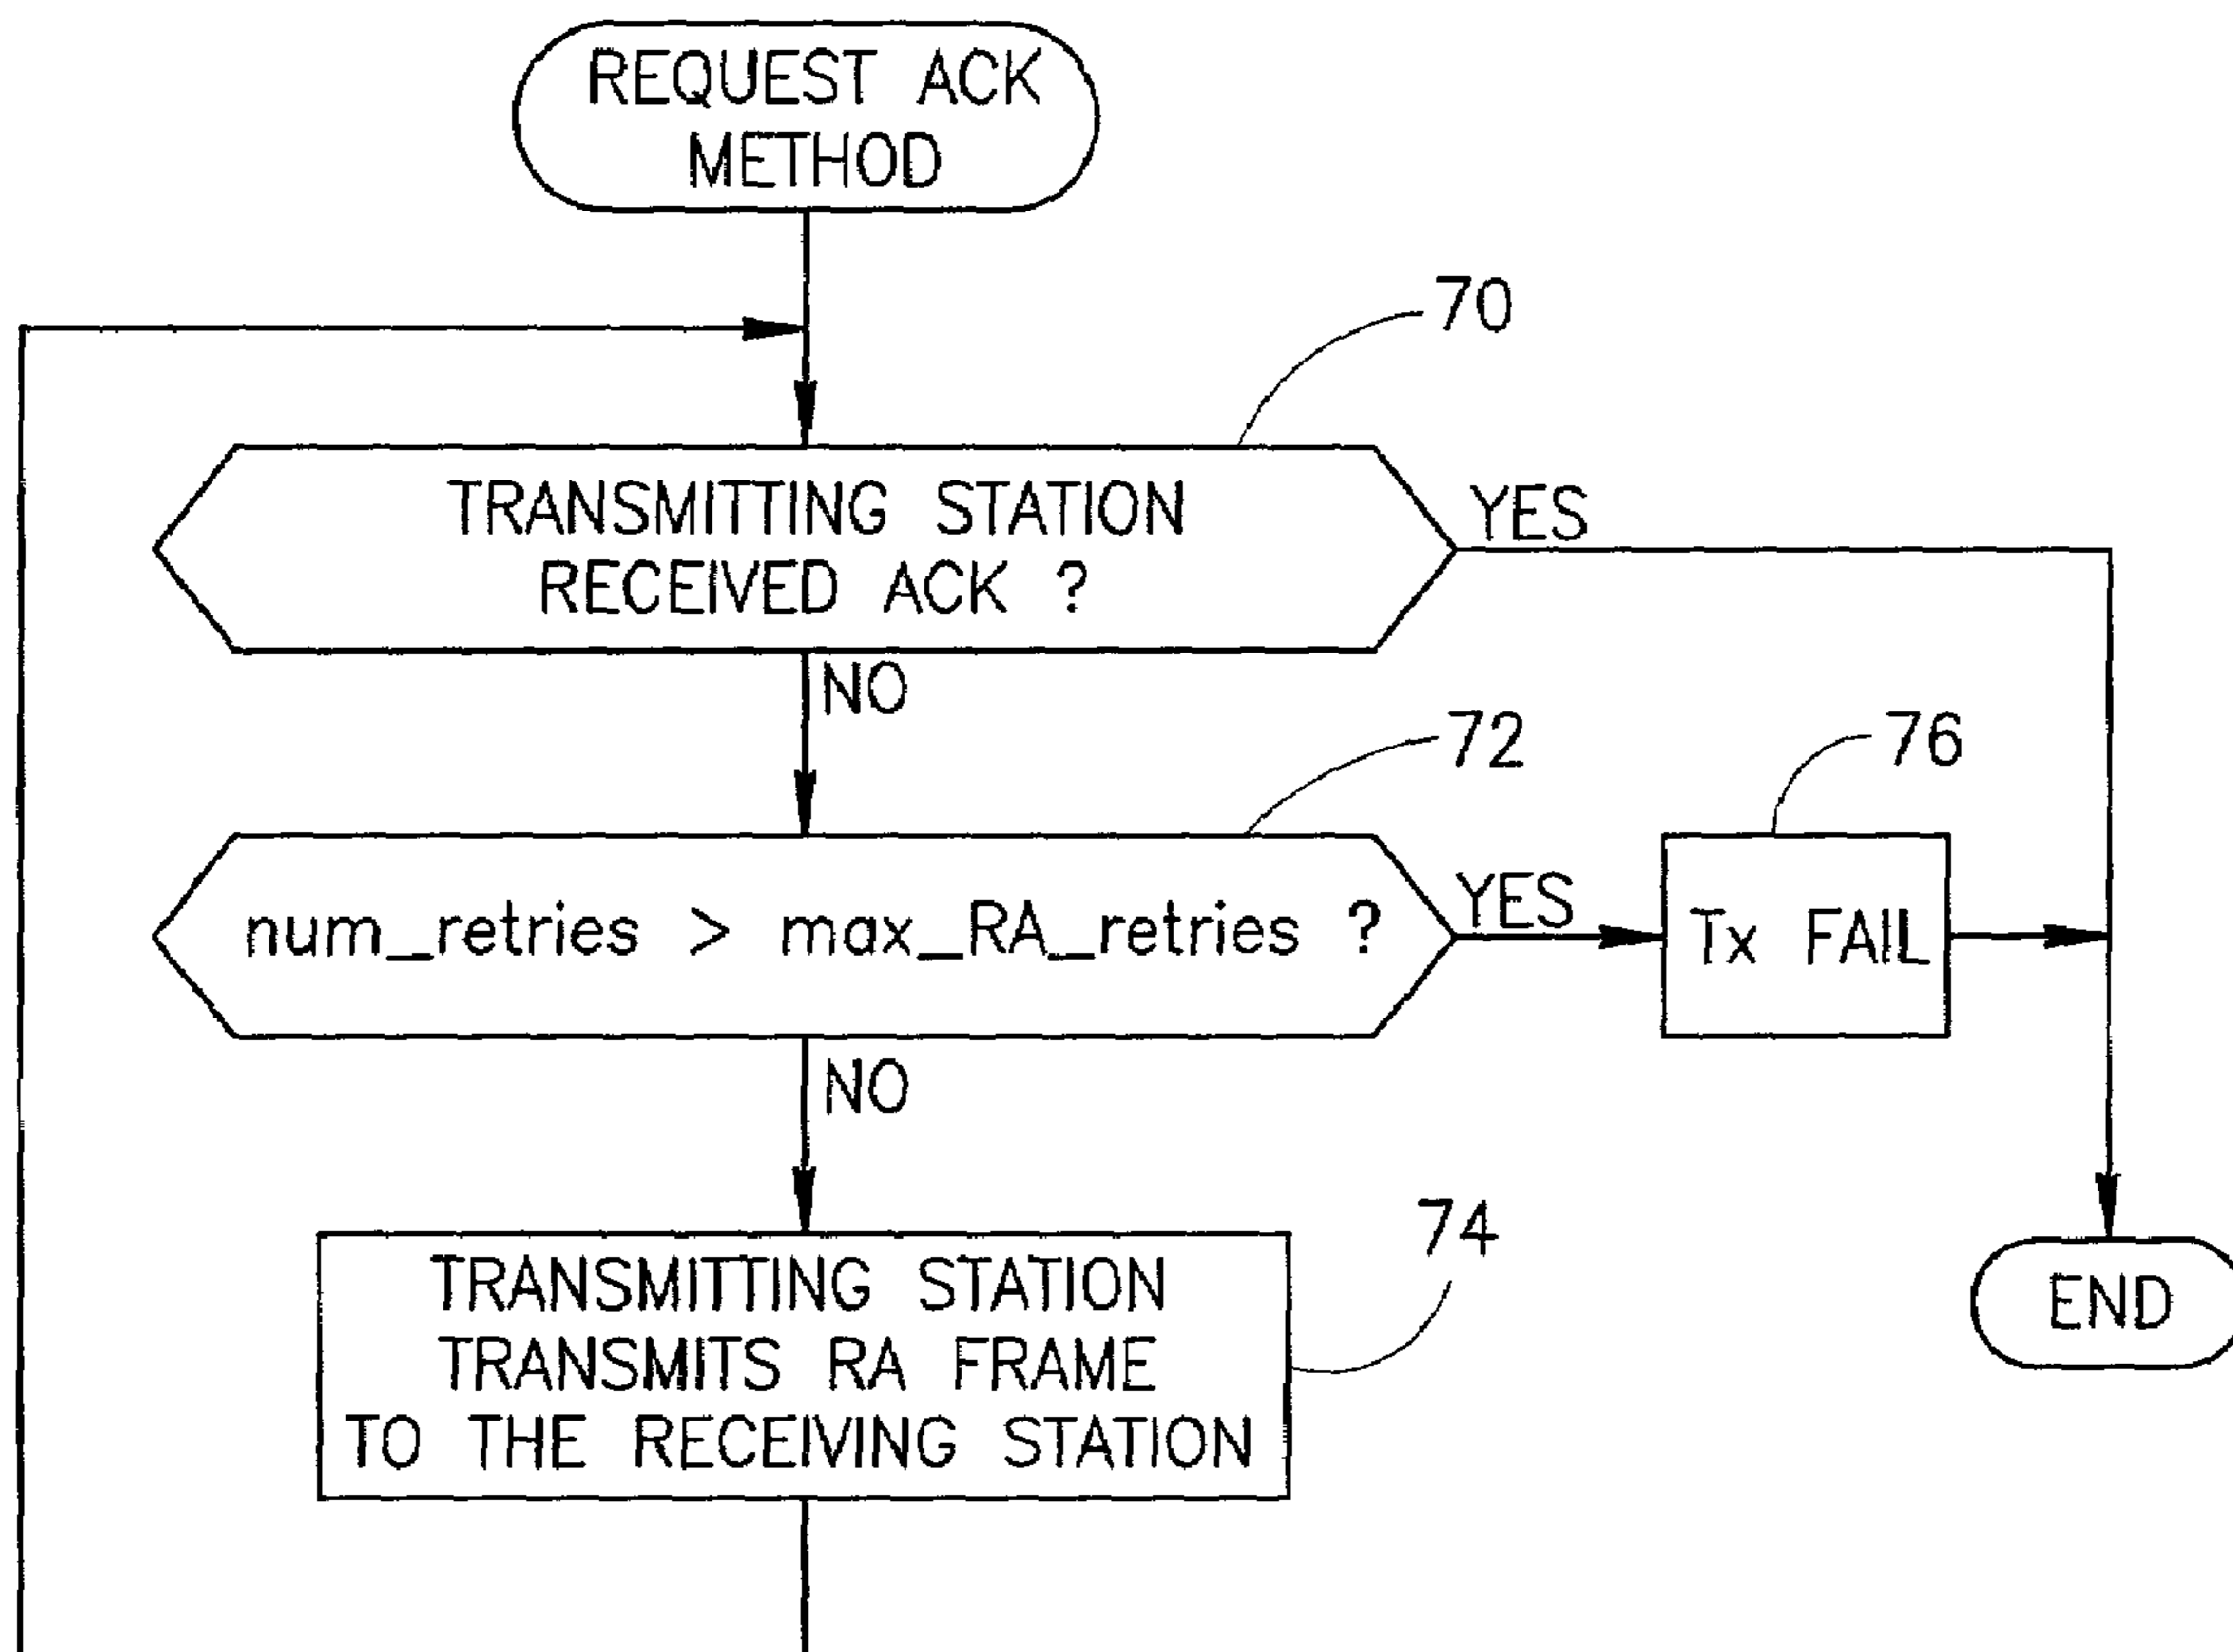 REQUEST ACK
METHOD
70
TRANSMITTING STATION
RECEIVED ACK ?
YES
NO
72
76
num_retries > max_RA_retries ?
YES
Tx FAIL
NO
74
TRANSMITTING STATION
TRANSMITS RA FRAME
TO THE RECEIVING STATION
END